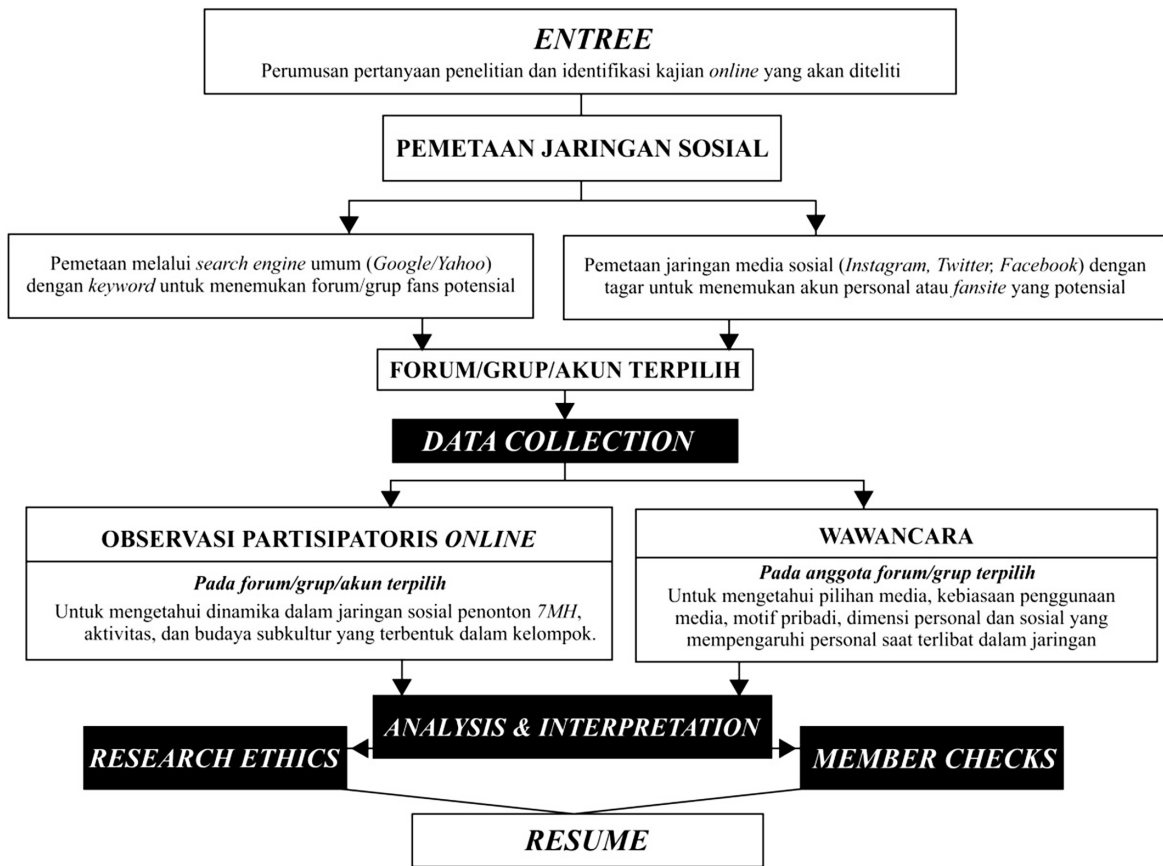 ENTREE
Perumusan pertanyaan penelitian dan identifikasi kajian online yang akan diteliti
PEMETAAN JARINGAN SOSIAL
Pemetaan melalui search engine umum (Google/Yahoo)
dengan keyword untuk menemukan forum/grup fans potensial
Pemetaan jaringan media sosial (Instagram, Twitter, Facebook) dengan
tagar untuk menemukan akun personal atau fansite yang potensial
FORUM/GRUP/AKUN TERPILIH
DATA COLLECTION
OBSERVASI PARTISIPATORIS ONLINE
Pada forum/grup/akun terpilih
Untuk mengetahui dinamika dalam jaringan sosial penonton 7MH,
aktivitas, dan budaya subkultur yang terbentuk dalam kelompok.
WAWANCARA
Pada anggota forum/grup terpilih
Untuk mengetahui pilihan media, kebiasaan penggunaan
media, motif pribadi, dimensi personal dan sosial yang
mempengaruhi personal saat terlibat dalam jaringan
ANALYSIS & INTERPRETATION
RESEARCH ETHICS
MEMBER CHECKS
RESUME